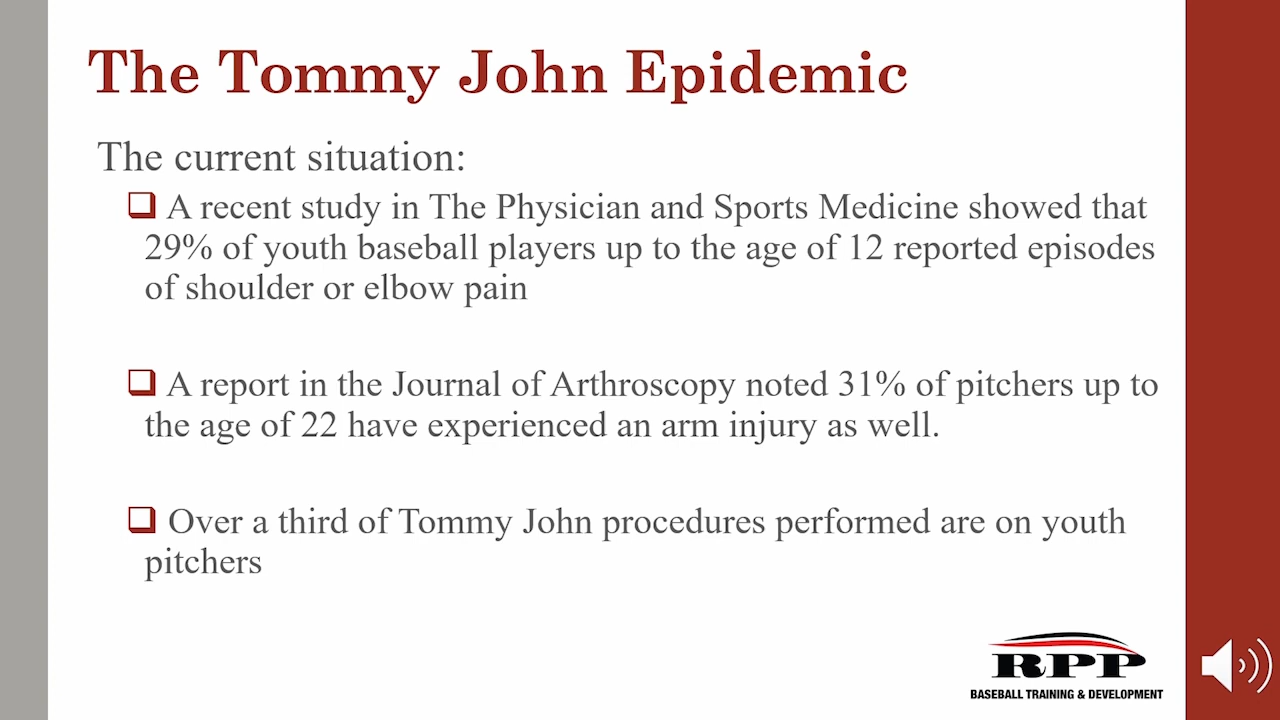 The Tommy John Epidemic
The current situation:
A recent study in The Physician and Sports Medicine showed that
29% of youth baseball players up to the age of 12 reported episodes
of shoulder or elbow pain
A report in the Journal of Arthroscopy noted 31% of pitchers up to
the age of 22 have experienced an arm injury as well.
Over a third of Tommy John procedures performed are on youth
pitchers
RPP
BASEBALL TRAINING & DEVELOPMENT